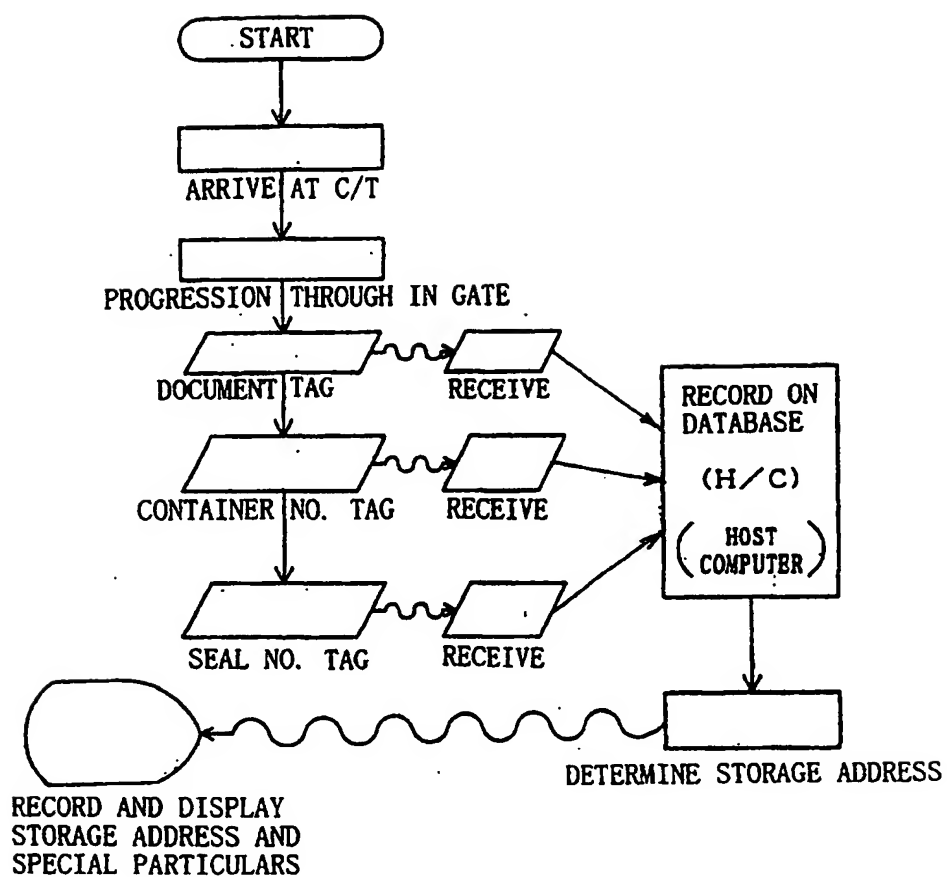 START
ARRIVE AT C/T
PROGRESSION THROUGH IN GATE
DOCUMENT TAG
RECEIVE
CONTAINER NO. TAG
RECEIVE
SEAL NO. TAG
RECEIVE
RECORD ON
DATABASE
(H/C)
(HOST
COMPUTER)
DETERMINE STORAGE ADDRESS
RECORD AND DISPLAY
STORAGE ADDRESS AND
SPECIAL PARTICULARS